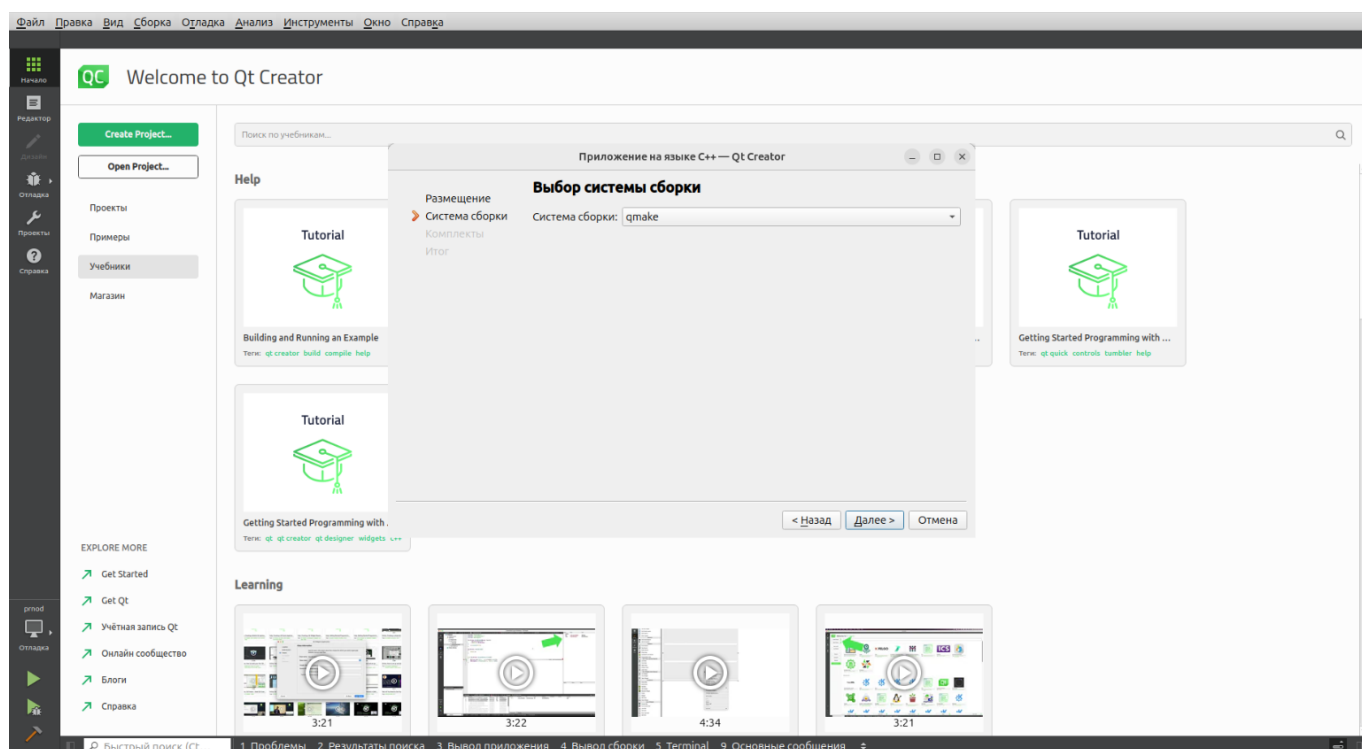 Файл Правка Вид Сборка Отладка Анализ Инструменты Окно Справка
Начало
Редактор
Дизайн
Отладка
Проекты
Справка
prnod
Отладка
QC Welcome to Qt Creator
Create Project...
Open Project...
Проекты
Примеры
Учебники
Магазин
EXPLORE MORE
Get Started
Get Qt
Учётная запись Qt
Онлайн сообщество
Блоги
Справка
Поиск по учебникам...
Help
Tutorial
Building and Running an Example
Теги: qt creator build compile help
Tutorial
Getting Started Programming with ...
Теги: qt quick controls tumbler help
Tutorial
Getting Started Programming with
Теги: qt qt creator qt designer widgets c++
Приложение на языке C++ — Qt Creator
Размещение
Система сборки
Комплекты
Итог
Выбор системы сборки
Система сборки: qmake
< Назад Далее > Отмена
Learning
3:21
3:22
4:34
3:21
Быстрый поиск (Ct 1 Проблемы 2 Результаты поиска 3 Вывод приложения 4 Вывод сборки 5 Terminal 9 Основные сообщения